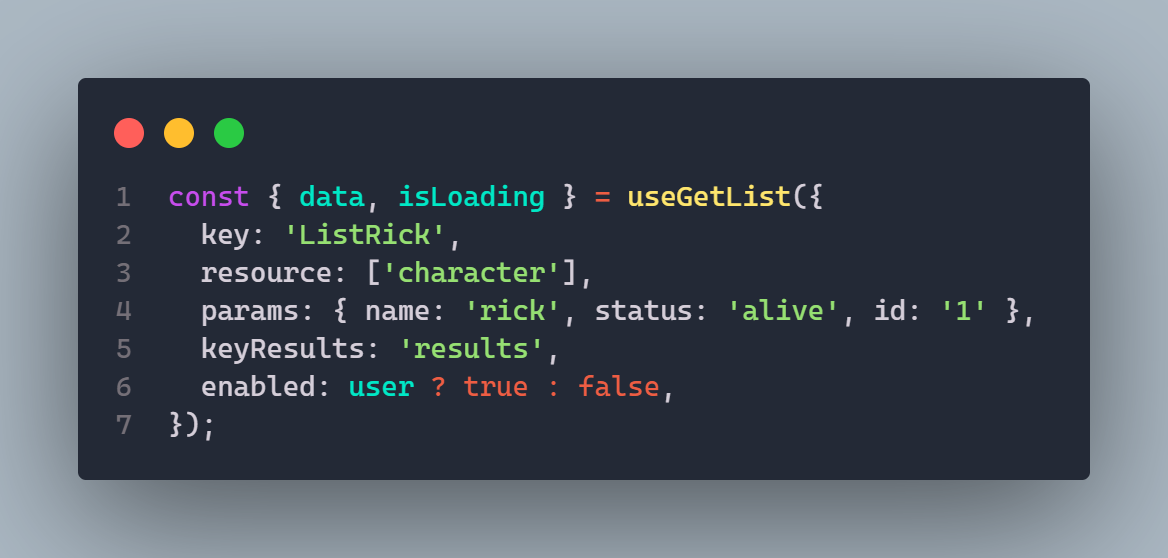 1 const { data, isLoading } = useGetList({
2   key: 'ListRick',
3   resource: ['character'],
4   params: { name: 'rick', status: 'alive', id: '1' },
5   keyResults: 'results',
6   enabled: user ? true : false,
7 });